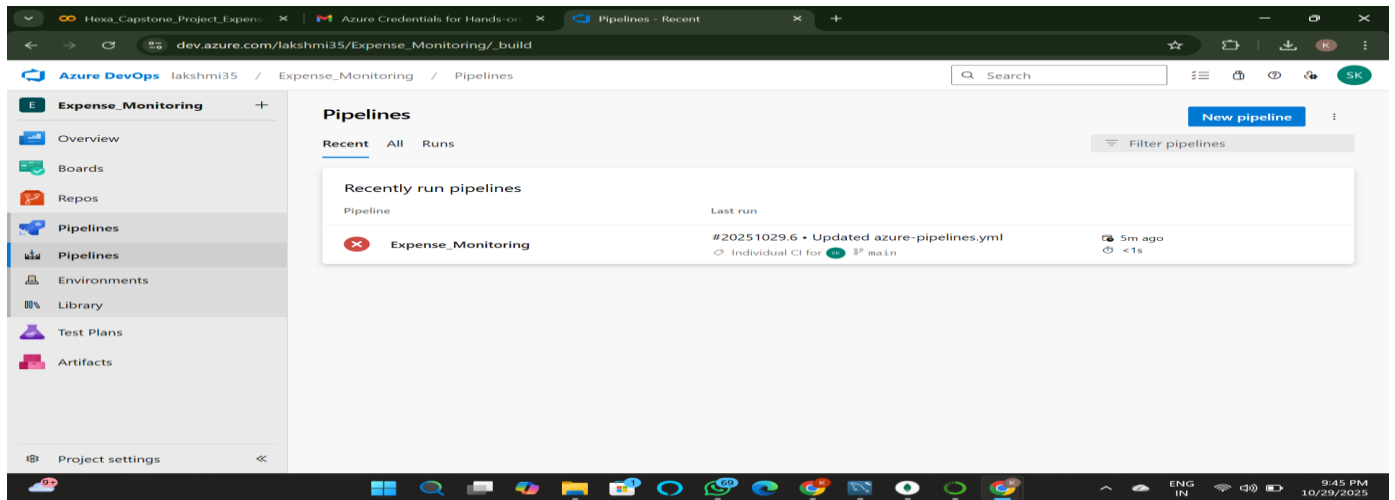 Hexa_Capstone_Project_Expens
Azure Credentials for Hands-on
Pipelines - Recent
dev.azure.com/lakshmi35/Expense_Monitoring/_build
K
Azure DevOps lakshmi35 / Expense_Monitoring / Pipelines
Search
SK
E Expense_Monitoring
Overview
Boards
Repos
Pipelines
Pipelines
Environments
Library
Test Plans
Artifacts
Project settings
Pipelines
New pipeline
Recent All Runs
Filter pipelines
Recently run pipelines
Pipeline Last run
Expense_Monitoring
#20251029.6 • Updated azure-pipelines.yml
5m ago
Individual CI for SK main
<1s
9+
69
1
ENG
IN
9:45 PM
10/29/2025